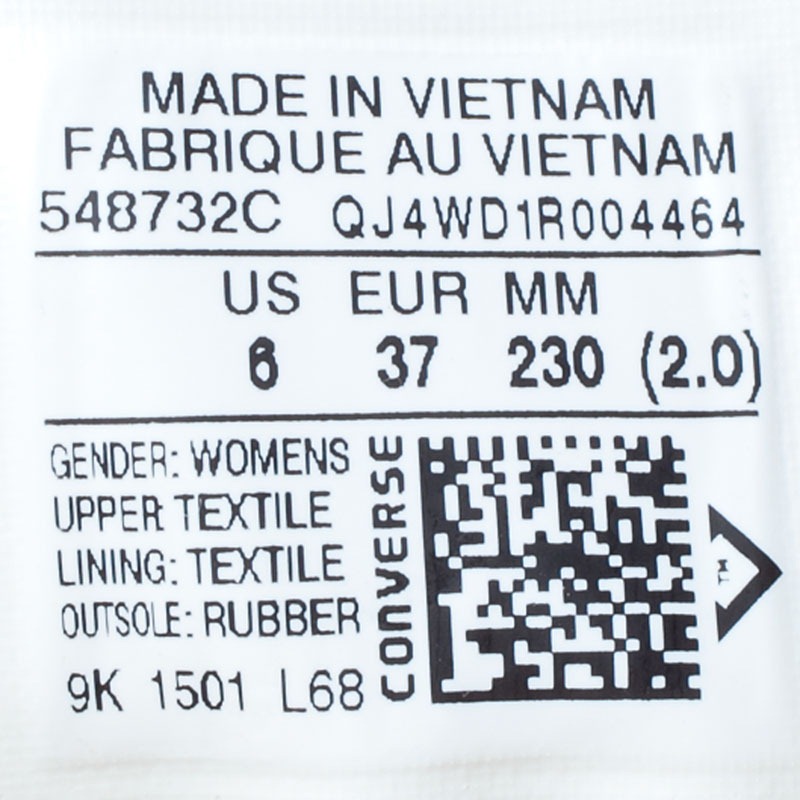 MADE IN VIETNAM
FABRIQUE AU VIETNAM
548732C QJ4WD1R004464
US EUR MM
6 37 230 (2.0)
GENDER: WOMENS
UPPER TEXTILE
LINING: TEXTILE
OUTSOLE: RUBBER
9K 1501 L68
CONVERSE
TM